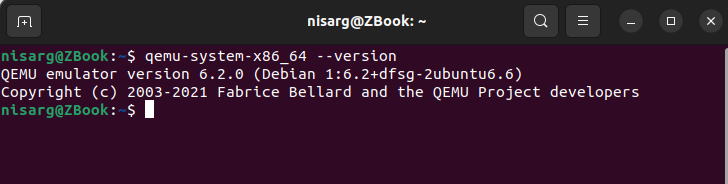 nisarg@ZBook: ~
nisarg@ZBook:~$ qemu-system-x86_64 --version
QEMU emulator version 6.2.0 (Debian 1:6.2+dfsg-2ubuntu6.6)
Copyright (c) 2003-2021 Fabrice Bellard and the QEMU Project developers
nisarg@ZBook:~$